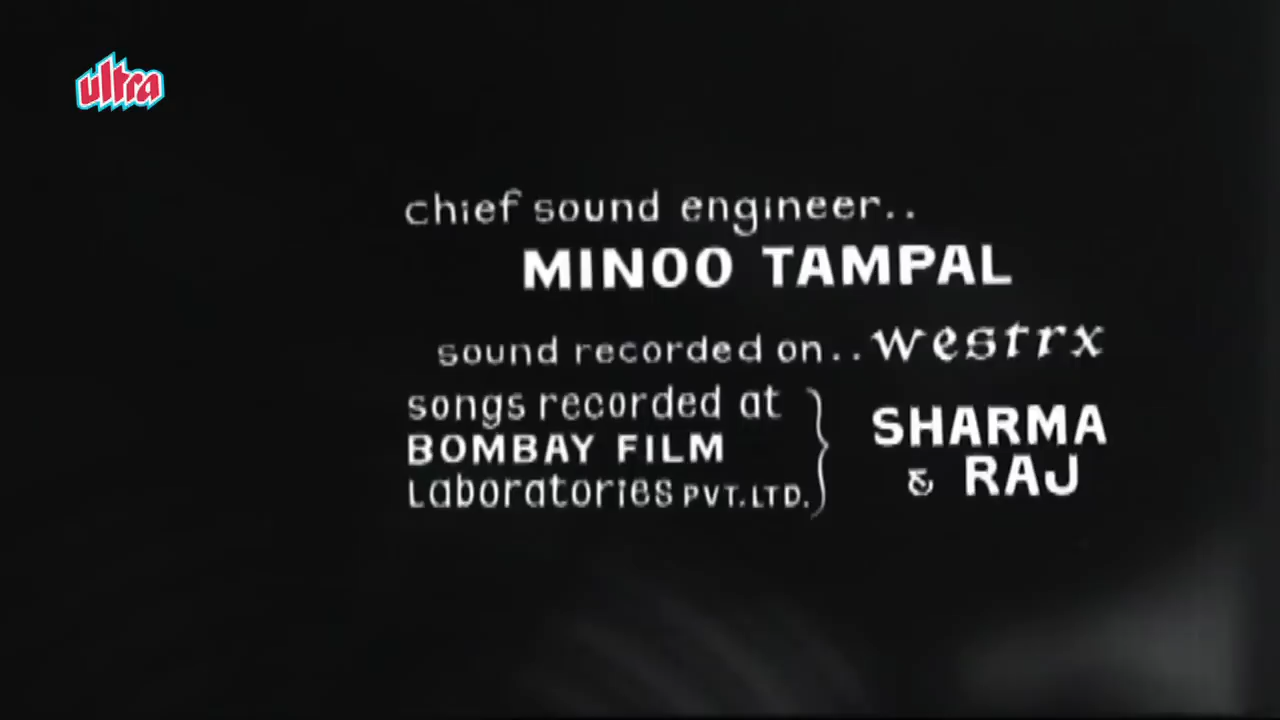 ultra
chief sound engineer..
MINOO TAMPAL
sound recorded on.. westrx
songs recorded at
BOMBAY FILM
Laboratories PVT. LTD.
SHARMA
& RAJ